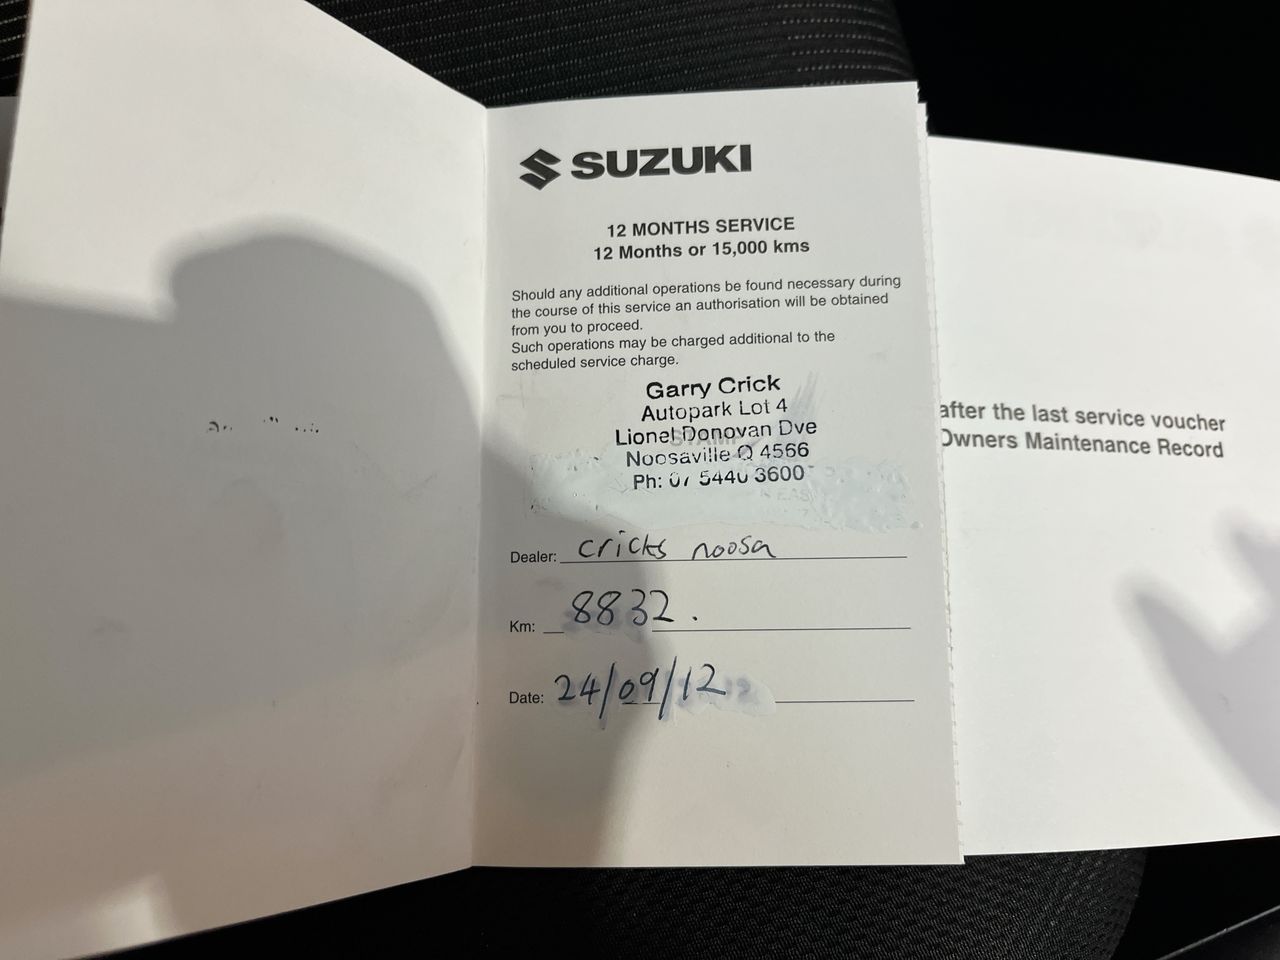 SUZUKI
12 MONTHS SERVICE
12 Months or 15,000 kms
Should any additional operations be found necessary during
the course of this service an authorisation will be obtained
from you to proceed.
Such operations may be charged additional to the
scheduled service charge.
Garry Crick
Autopark Lot 4
Lionel Donovan Dve
Noosaville Q 4566
Ph: 07 5440 3600
Dealer: cricks noosa
Km: 8832.
Date: 24/09/12
after the last service voucher
Owners Maintenance Record